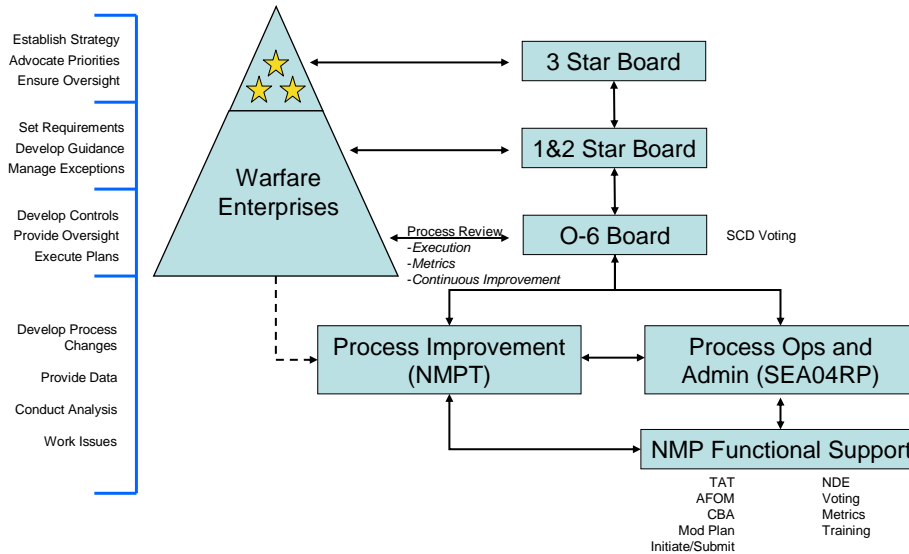 Establish Strategy
Advocate Priorities
Ensure Oversight
Set Requirements
Develop Guidance
Manage Exceptions
Develop Controls
Provide Oversight
Execute Plans
Develop Process
Changes
Provide Data
Conduct Analysis
Work Issues
Warfare
Enterprises
3 Star Board
1&2 Star Board
Process Review
-Execution
-Metrics
-Continuous Improvement
O-6 Board
SCD Voting
Process Improvement
(NMPT)
Process Ops and
Admin (SEA04RP)
NMP Functional Support
TAT
AFOM
CBA
Mod Plan
Initiate/Submit
NDE
Voting
Metrics
Training